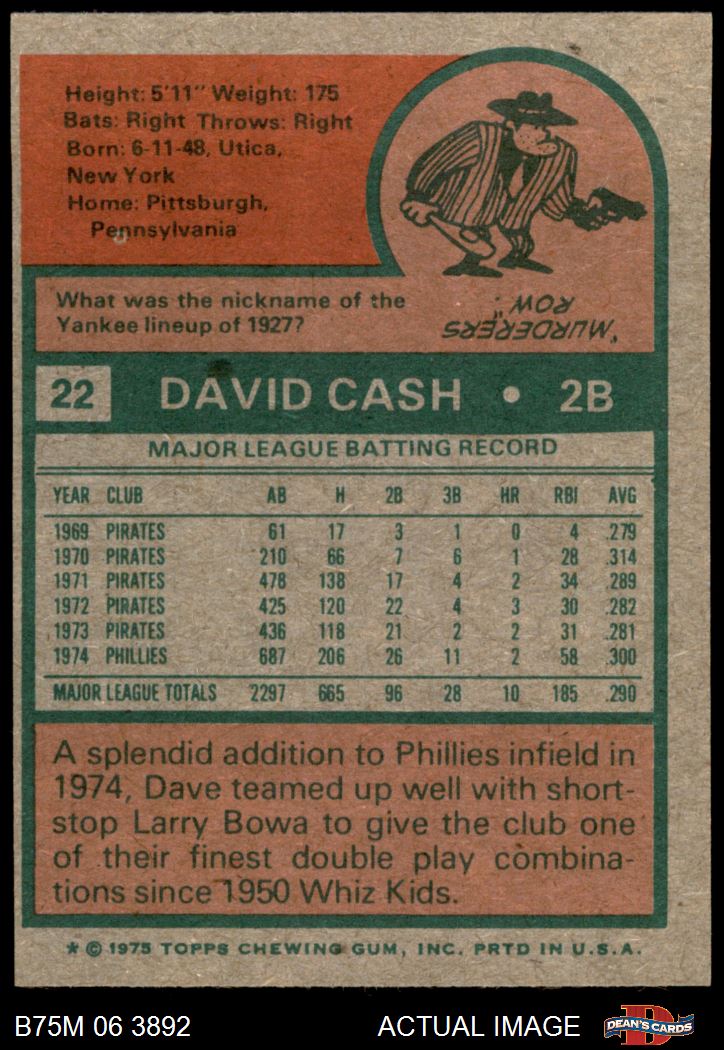 Height: 5'11" Weight: 175
Bats: Right Throws: Right
Born: 6-11-48, Utica,
New York
Home: Pittsburgh,
Pennsylvania
What was the nickname of the
Yankee lineup of 1927?
"MURDERERS
ROW."
22 DAVID CASH • 2B
MAJOR LEAGUE BATTING RECORD
YEAR CLUB AB H 2B 3B HR RBI AVG
1969 PIRATES 61 17 3 1 0 4 .279
1970 PIRATES 210 66 7 6 1 28 .314
1971 PIRATES 478 138 17 4 2 34 .289
1972 PIRATES 425 120 22 4 3 30 .282
1973 PIRATES 436 118 21 2 2 31 .281
1974 PHILLIES 687 206 26 11 2 58 .300
MAJOR LEAGUE TOTALS 2297 665 96 28 10 185 .290
A splendid addition to Phillies infield in
1974, Dave teamed up well with short-
stop Larry Bowa to give the club one
of their finest double play combina-
tions since 1950 Whiz Kids.
* © 1975 TOPPS CHEWING GUM, INC. PRTD IN U.S.A.
B75M 06 3892 ACTUAL IMAGE D DEAN'S CARDS